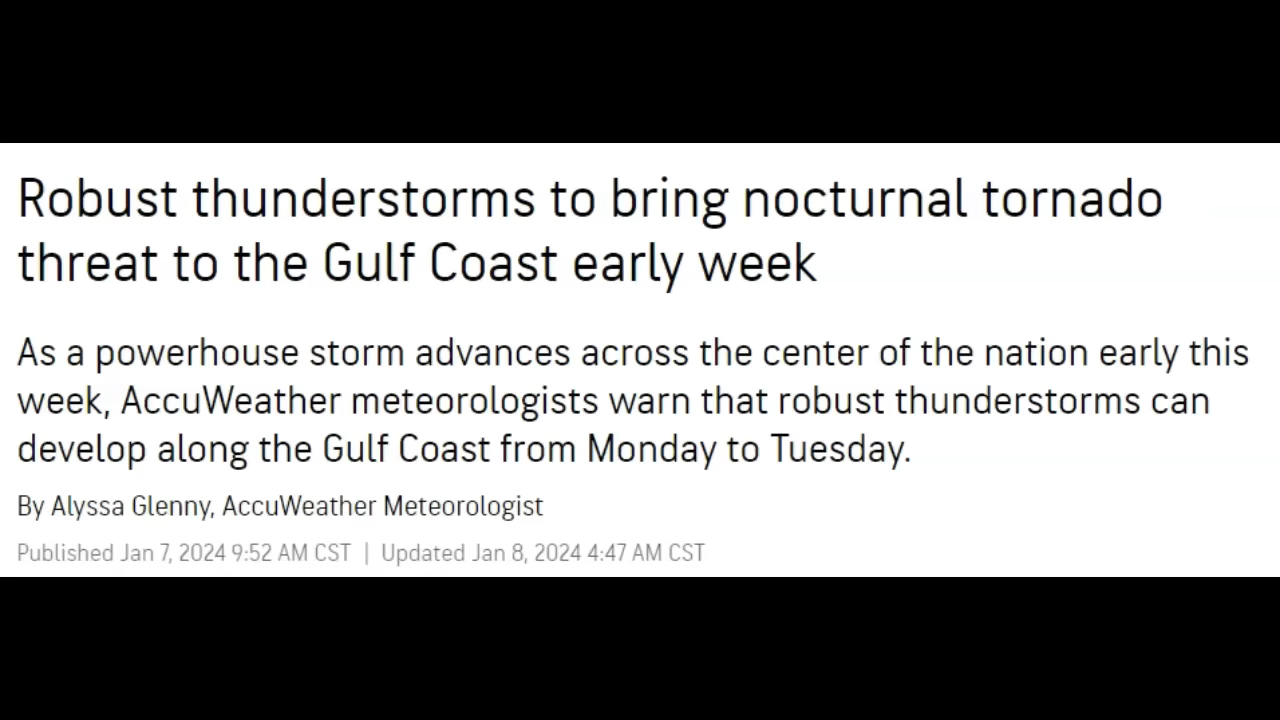 Robust thunderstorms to bring nocturnal tornado
threat to the Gulf Coast early week
As a powerhouse storm advances across the center of the nation early this
week, AccuWeather meteorologists warn that robust thunderstorms can
develop along the Gulf Coast from Monday to Tuesday.
By Alyssa Glenny, AccuWeather Meteorologist
Published Jan 7, 2024 9:52 AM CST | Updated Jan 8, 2024 4:47 AM CST